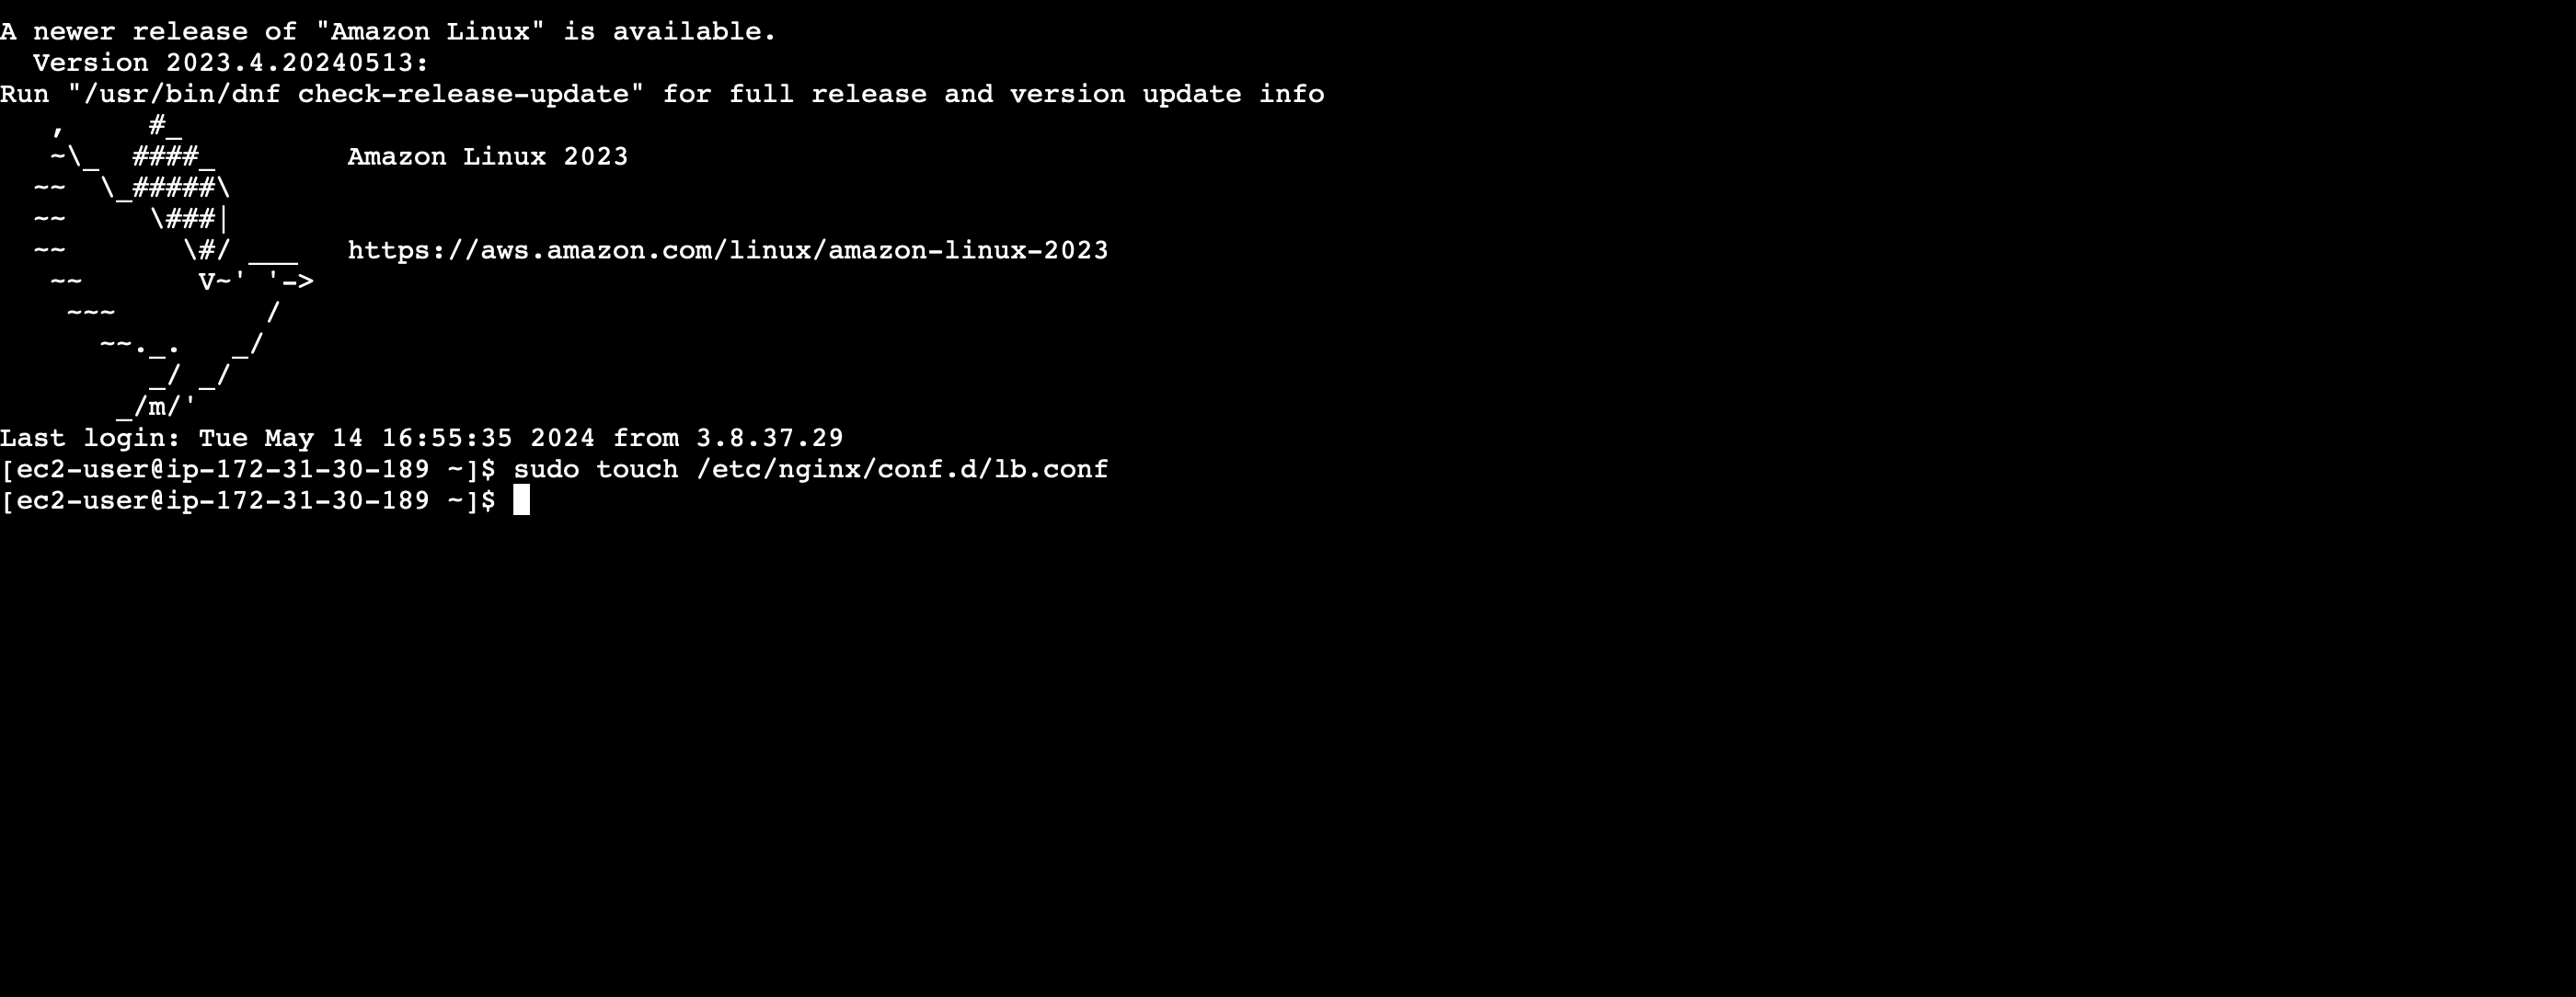 A newer release of "Amazon Linux" is available.
  Version 2023.4.20240513:
Run "/usr/bin/dnf check-release-update" for full release and version update info
   ,     #_
   ~\_  ####_        Amazon Linux 2023
  ~~  \_#####\
  ~~     \###|
  ~~       \#/ ___   https://aws.amazon.com/linux/amazon-linux-2023
   ~~       V~' '->
    ~~~         /
      ~~._.   _/
         _/ _/
       _/m/'
Last login: Tue May 14 16:55:35 2024 from 3.8.37.29
[ec2-user@ip-172-31-30-189 ~]$ sudo touch /etc/nginx/conf.d/lb.conf
[ec2-user@ip-172-31-30-189 ~]$